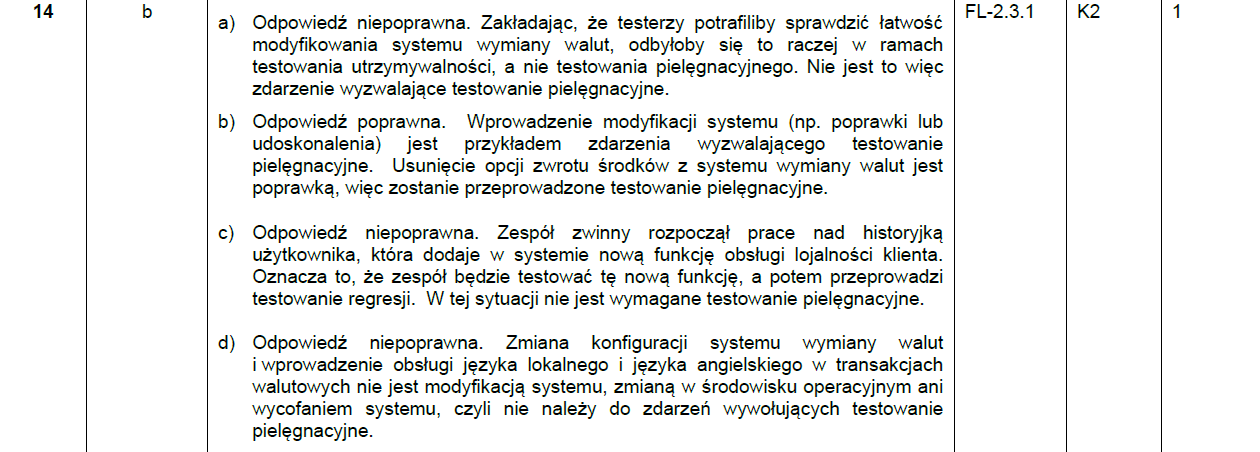 14 b a) Odpowiedź niepoprawna. Zakładając, że testerzy potrafiliby sprawdzić łatwość FL-2.3.1 K2 1
modyfikowania systemu wymiany walut, odbyłoby się to raczej w ramach
testowania utrzymywalności, a nie testowania pielęgnacyjnego. Nie jest to więc
zdarzenie wyzwalające testowanie pielęgnacyjne.
b) Odpowiedź poprawna. Wprowadzenie modyfikacji systemu (np. poprawki lub
udoskonalenia) jest przykładem zdarzenia wyzwalającego testowanie
pielęgnacyjne. Usunięcie opcji zwrotu środków z systemu wymiany walut jest
poprawką, więc zostanie przeprowadzone testowanie pielęgnacyjne.
c) Odpowiedź niepoprawna. Zespół zwinny rozpoczął prace nad historyjką
użytkownika, która dodaje w systemie nową funkcję obsługi lojalności klienta.
Oznacza to, że zespół będzie testować tę nową funkcję, a potem przeprowadzi
testowanie regresji. W tej sytuacji nie jest wymagane testowanie pielęgnacyjne.
d) Odpowiedź niepoprawna. Zmiana konfiguracji systemu wymiany walut
i wprowadzenie obsługi języka lokalnego i języka angielskiego w transakcjach
walutowych nie jest modyfikacją systemu, zmianą w środowisku operacyjnym ani
wycofaniem systemu, czyli nie należy do zdarzeń wywołujących testowanie
pielęgnacyjne.